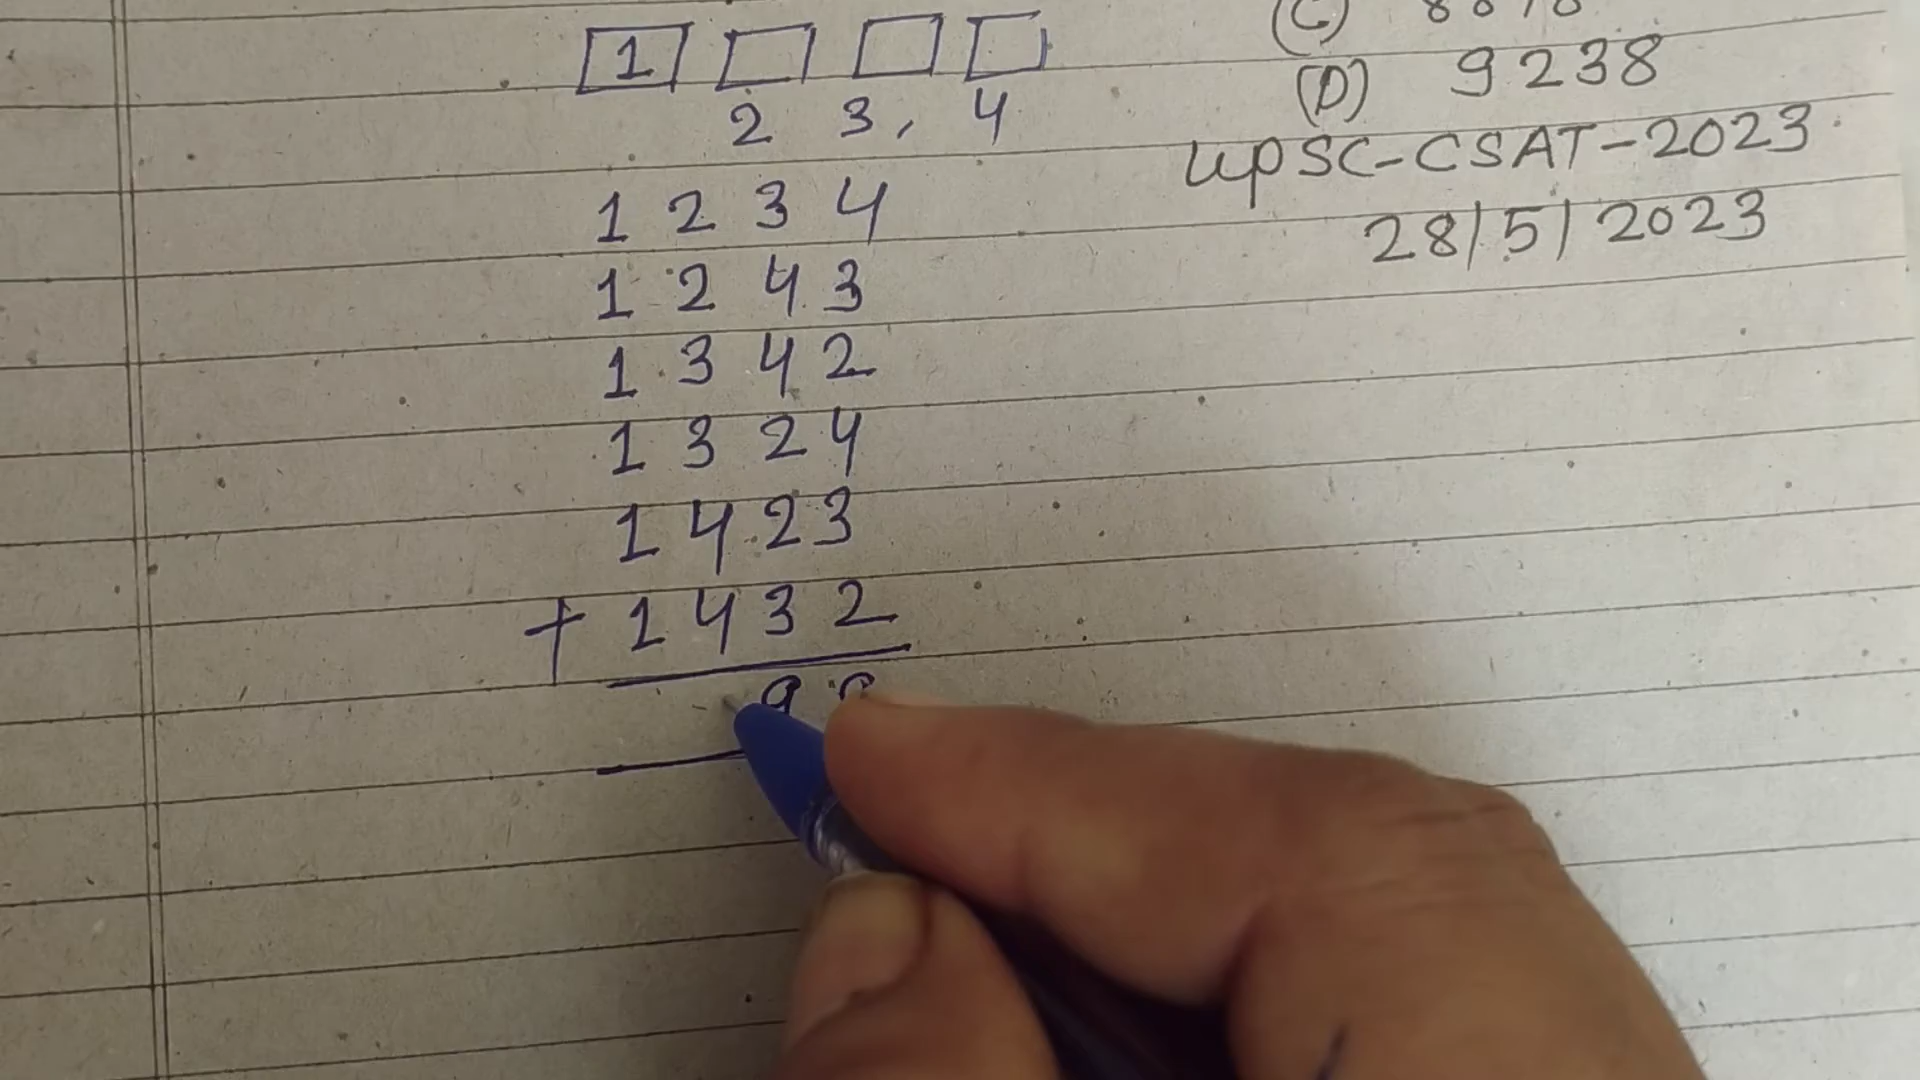 1
2 3, 4
1 2 3 4
1 2 4 3
1 3 4 2
1 3 2 4
1 4 2 3
+ 1 4 3 2
9
(C)
(D) 9238
UPSC-CSAT-2023
28/5/2023